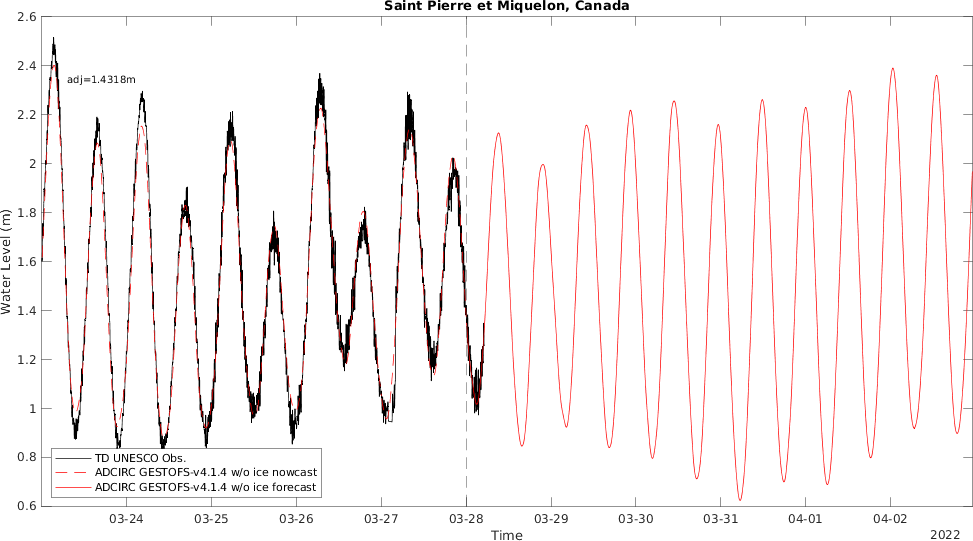 Saint Pierre et Miquelon, Canada
2.6
2.4
2.2
2
1.8
1.6
1.4
1.2
1
0.8
0.6
Water Level (m)
adj=1.4318m
TD UNESCO Obs.
ADCIRC GESTOFS-v4.1.4 w/o ice nowcast
ADCIRC GESTOFS-v4.1.4 w/o ice forecast
03-24 03-25 03-26 03-27 03-28 03-29 03-30 03-31 04-01 04-02
Time
2022